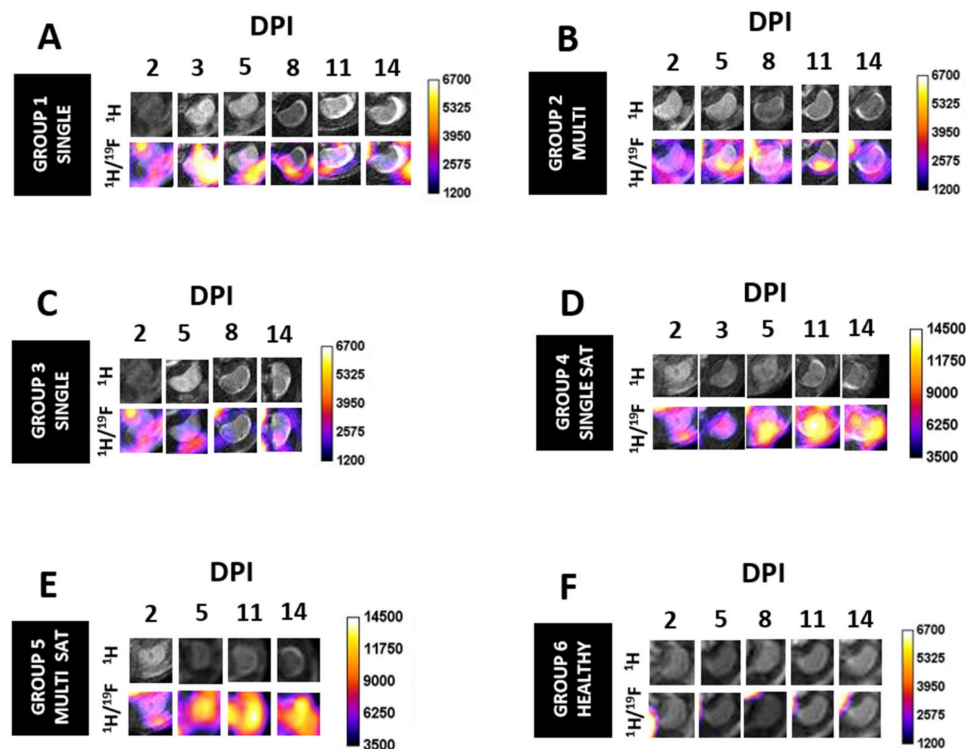 A
DPI
2 3 5 8 11 14
GROUP 1
SINGLE
¹H
¹H/¹⁹F
6700
5325
3950
2575
1200
B
DPI
2 5 8 11 14
GROUP 2
MULTI
¹H
¹H/¹⁹F
6700
5325
3950
2575
1200
C
DPI
2 5 8 14
GROUP 3
SINGLE
¹H
¹H/¹⁹F
6700
5325
3950
2575
1200
D
DPI
2 3 5 11 14
GROUP 4
SINGLE SAT
¹H
¹H/¹⁹F
14500
11750
9000
6250
3500
E
DPI
2 5 11 14
GROUP 5
MULTI SAT
¹H
¹H/¹⁹F
14500
11750
9000
6250
3500
F
DPI
2 5 8 11 14
GROUP 6
HEALTHY
¹H
¹H/¹⁹F
6700
5325
3950
2575
1200